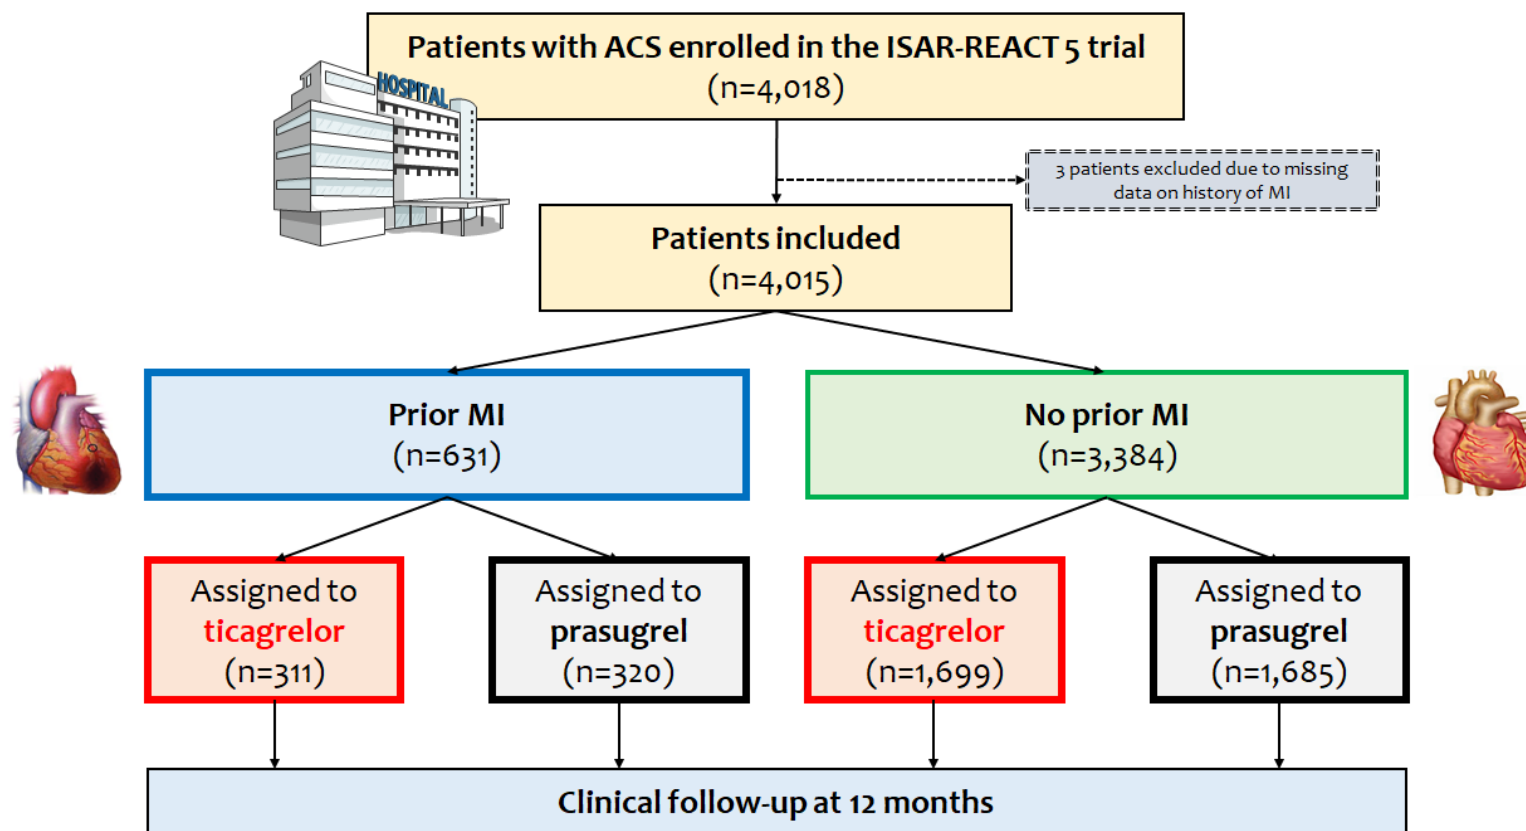 Patients with ACS enrolled in the ISAR-REACT 5 trial
(n=4,018)
HOSPITAL
3 patients excluded due to missing
data on history of MI
Patients included
(n=4,015)
Prior MI
(n=631)
No prior MI
(n=3,384)
Assigned to
ticagrelor
(n=311)
Assigned to
prasugrel
(n=320)
Assigned to
ticagrelor
(n=1,699)
Assigned to
prasugrel
(n=1,685)
Clinical follow-up at 12 months